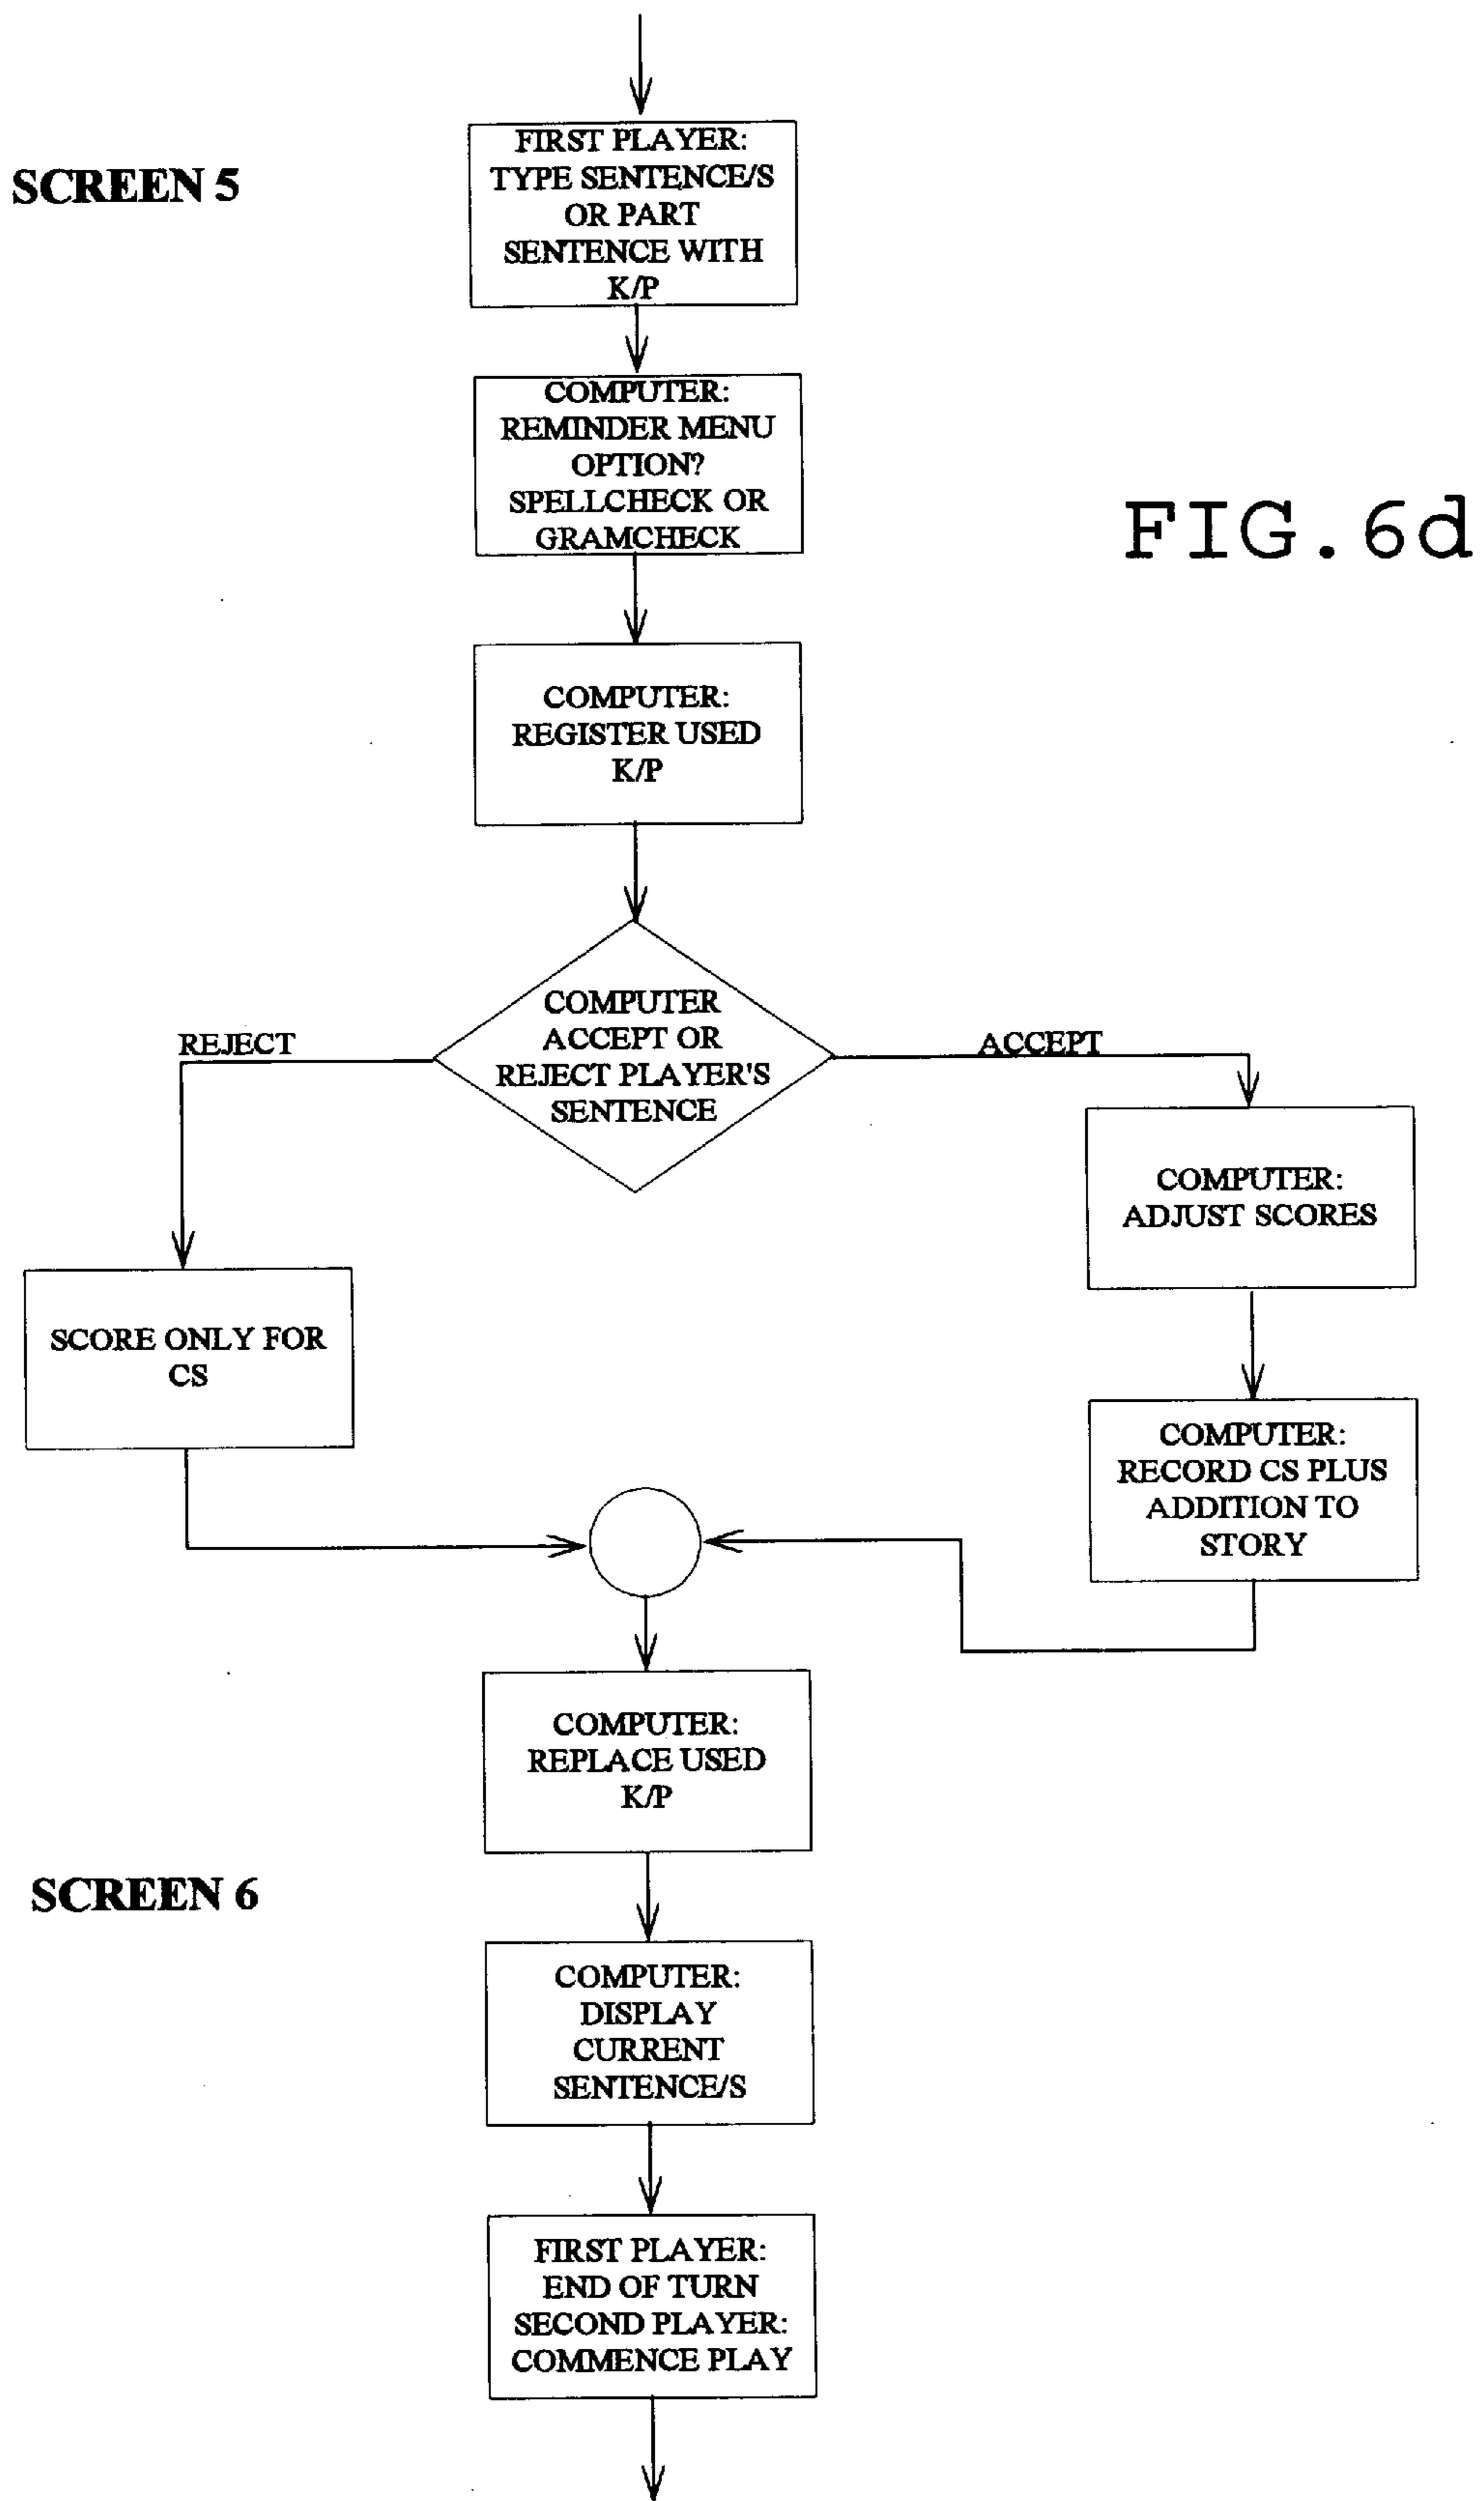 SCREEN 5
FIRST PLAYER:
TYPE SENTENCE/S
OR PART
SENTENCE WITH
K/P
COMPUTER:
REMINDER MENU
OPTION?
SPELLCHECK OR
GRAMCHECK
FIG.6d
COMPUTER:
REGISTER USED
K/P
COMPUTER
ACCEPT OR
REJECT PLAYER'S
SENTENCE
REJECT
ACCEPT
COMPUTER:
ADJUST SCORES
SCORE ONLY FOR
CS
COMPUTER:
RECORD CS PLUS
ADDITION TO
STORY
COMPUTER:
REPLACE USED
K/P
SCREEN 6
COMPUTER:
DISPLAY
CURRENT
SENTENCE/S
FIRST PLAYER:
END OF TURN
SECOND PLAYER:
COMMENCE PLAY